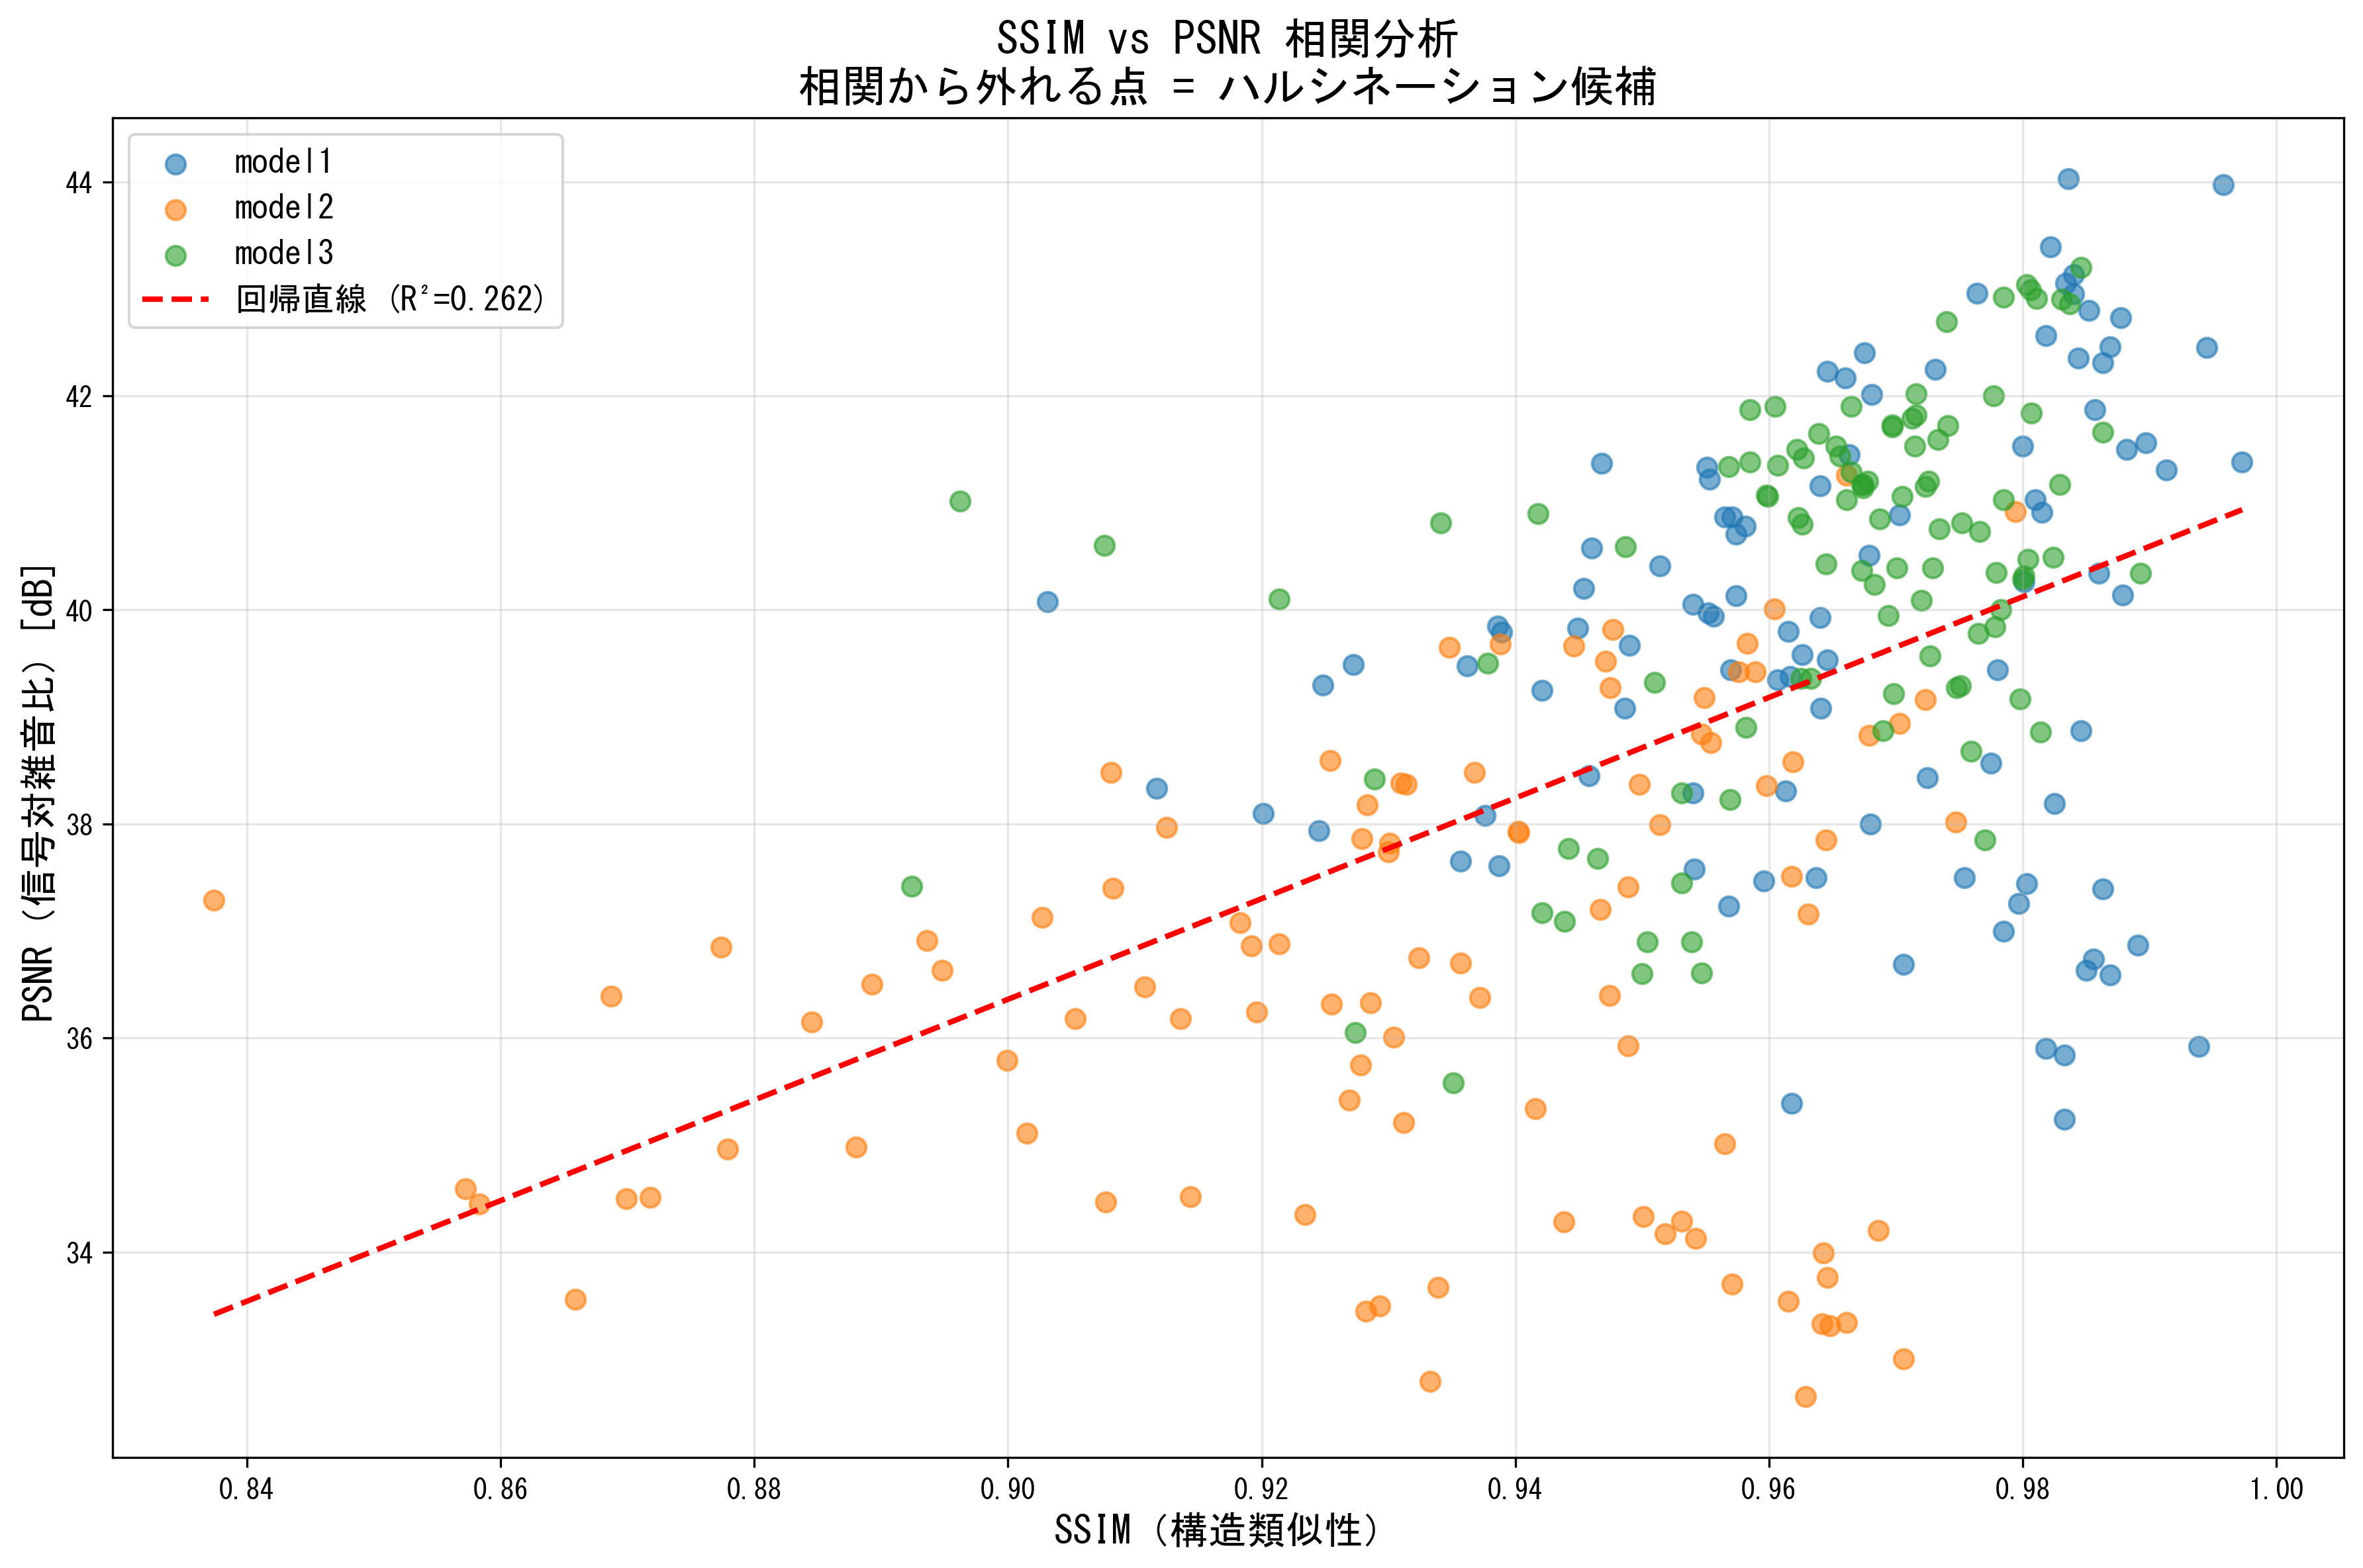 SSIM vs PSNR 相関分析
相関から外れる点 = ハルシネーション候補
model1
model2
model3
回帰直線 (R²=0.262)
PSNR (信号対雑音比) [dB]
44
42
40
38
36
34
0.84 0.86 0.88 0.90 0.92 0.94 0.96 0.98 1.00
SSIM (構造類似性)